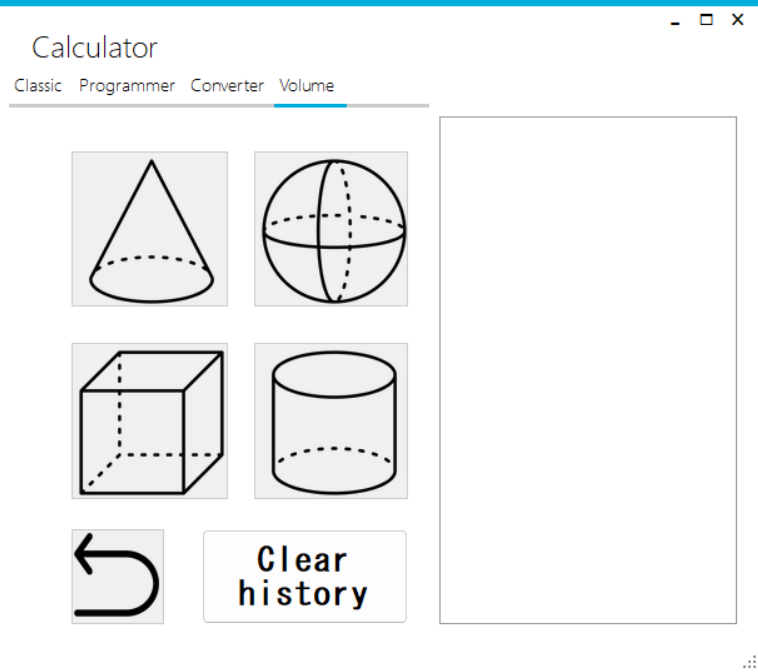 Calculator
Classic Programmer Converter Volume
Clear
history